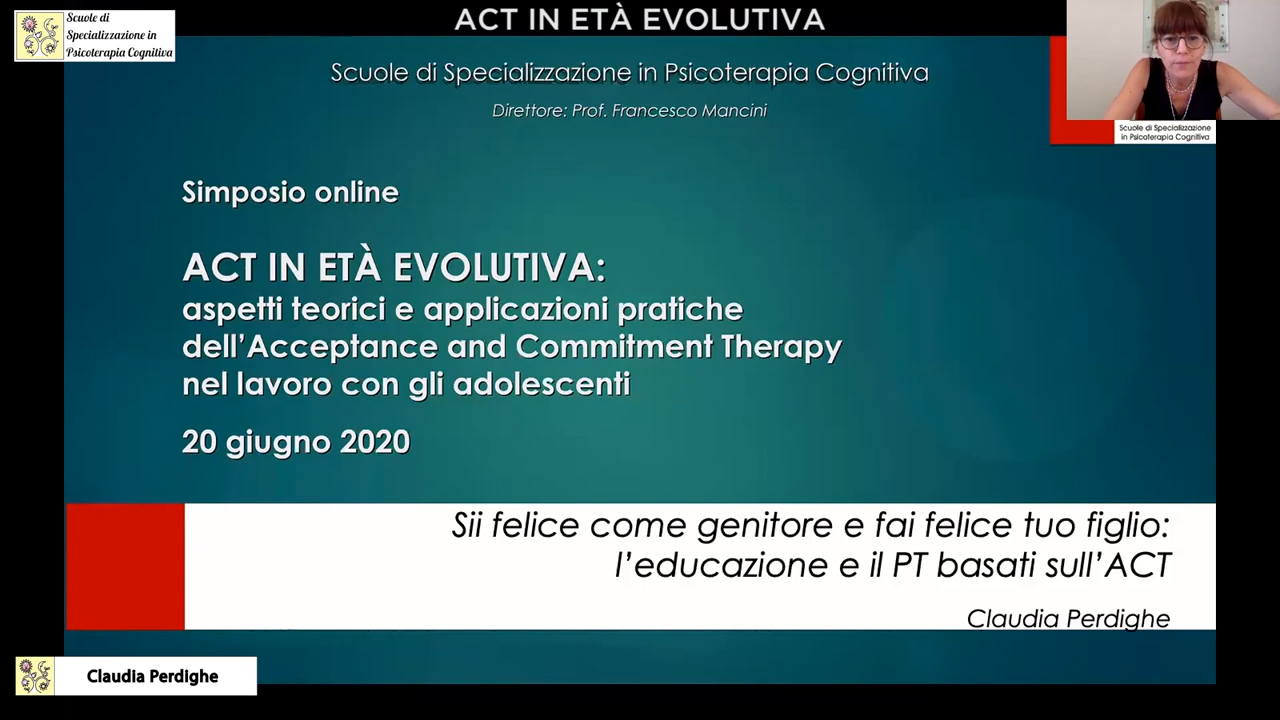 ACT IN ETÀ EVOLUTIVA
Scuole di
Specializzazione in
Psicoterapia Cognitiva
Scuole di Specializzazione in Psicoterapia Cognitiva
Direttore: Prof. Francesco Mancini
Scuole di Specializzazione
in Psicoterapia Cognitiva
Simposio online
ACT IN ETÀ EVOLUTIVA:
aspetti teorici e applicazioni pratiche
dell'Acceptance and Commitment Therapy
nel lavoro con gli adolescenti
20 giugno 2020
Sii felice come genitore e fai felice tuo figlio:
l'educazione e il PT basati sull'ACT
Claudia Perdighe
Claudia Perdighe